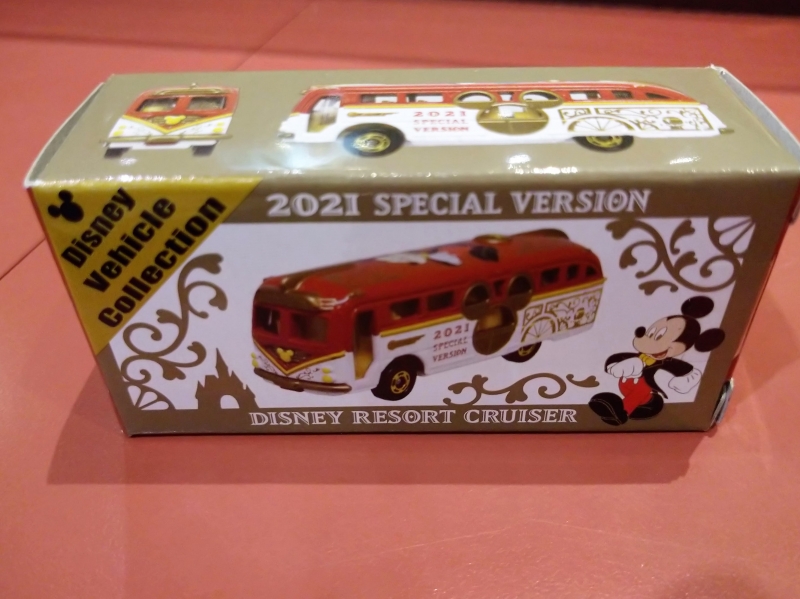 2021
SPECIAL
VERSION
Disney
Vehicle
Collection
2021 SPECIAL VERSION
2021
SPECIAL
VERSION
DISNEY RESORT CRUISER